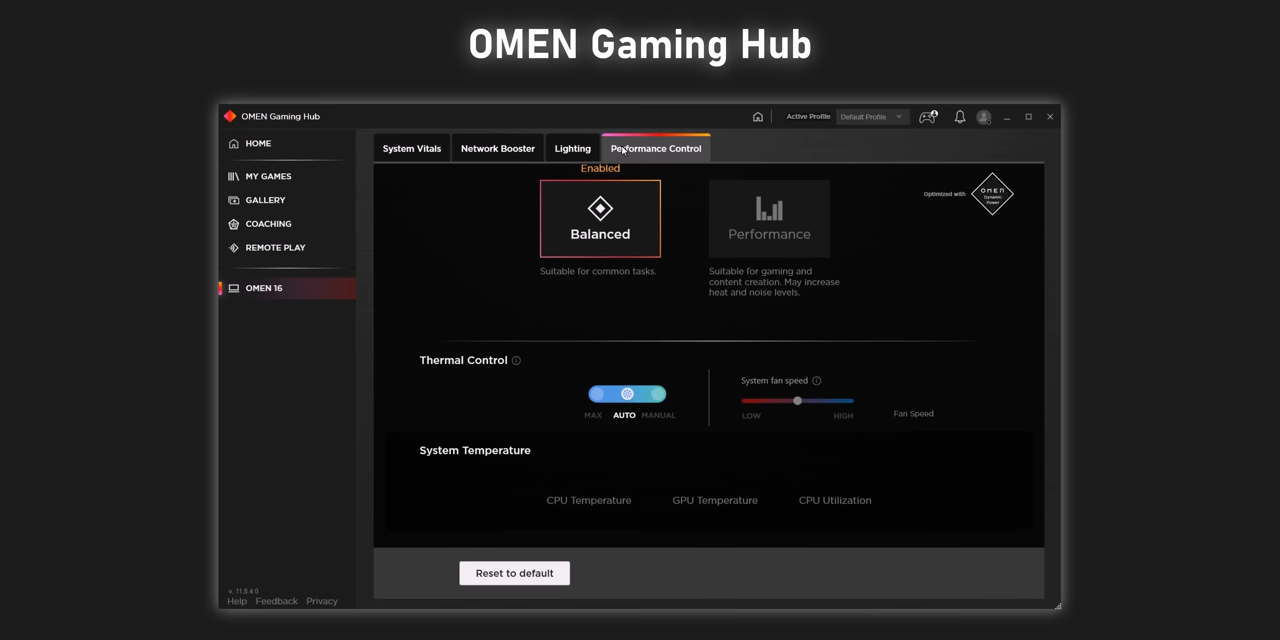 OMEN Gaming Hub
OMEN Gaming Hub
Active Profile
Default Profile
HOME
MY GAMES
GALLERY
COACHING
REMOTE PLAY
OMEN 16
System Vitals
Network Booster
Lighting
Performance Control
Enabled
Balanced
Suitable for common tasks.
Performance
Suitable for gaming and
content creation. May increase
heat and noise levels.
Optimized with
OMEN
Dynamic
Power
Thermal Control
MAX AUTO MANUAL
System fan speed
LOW HIGH
Fan Speed
System Temperature
CPU Temperature
GPU Temperature
CPU Utilization
Reset to default
v. 11.8.4.0
Help Feedback Privacy